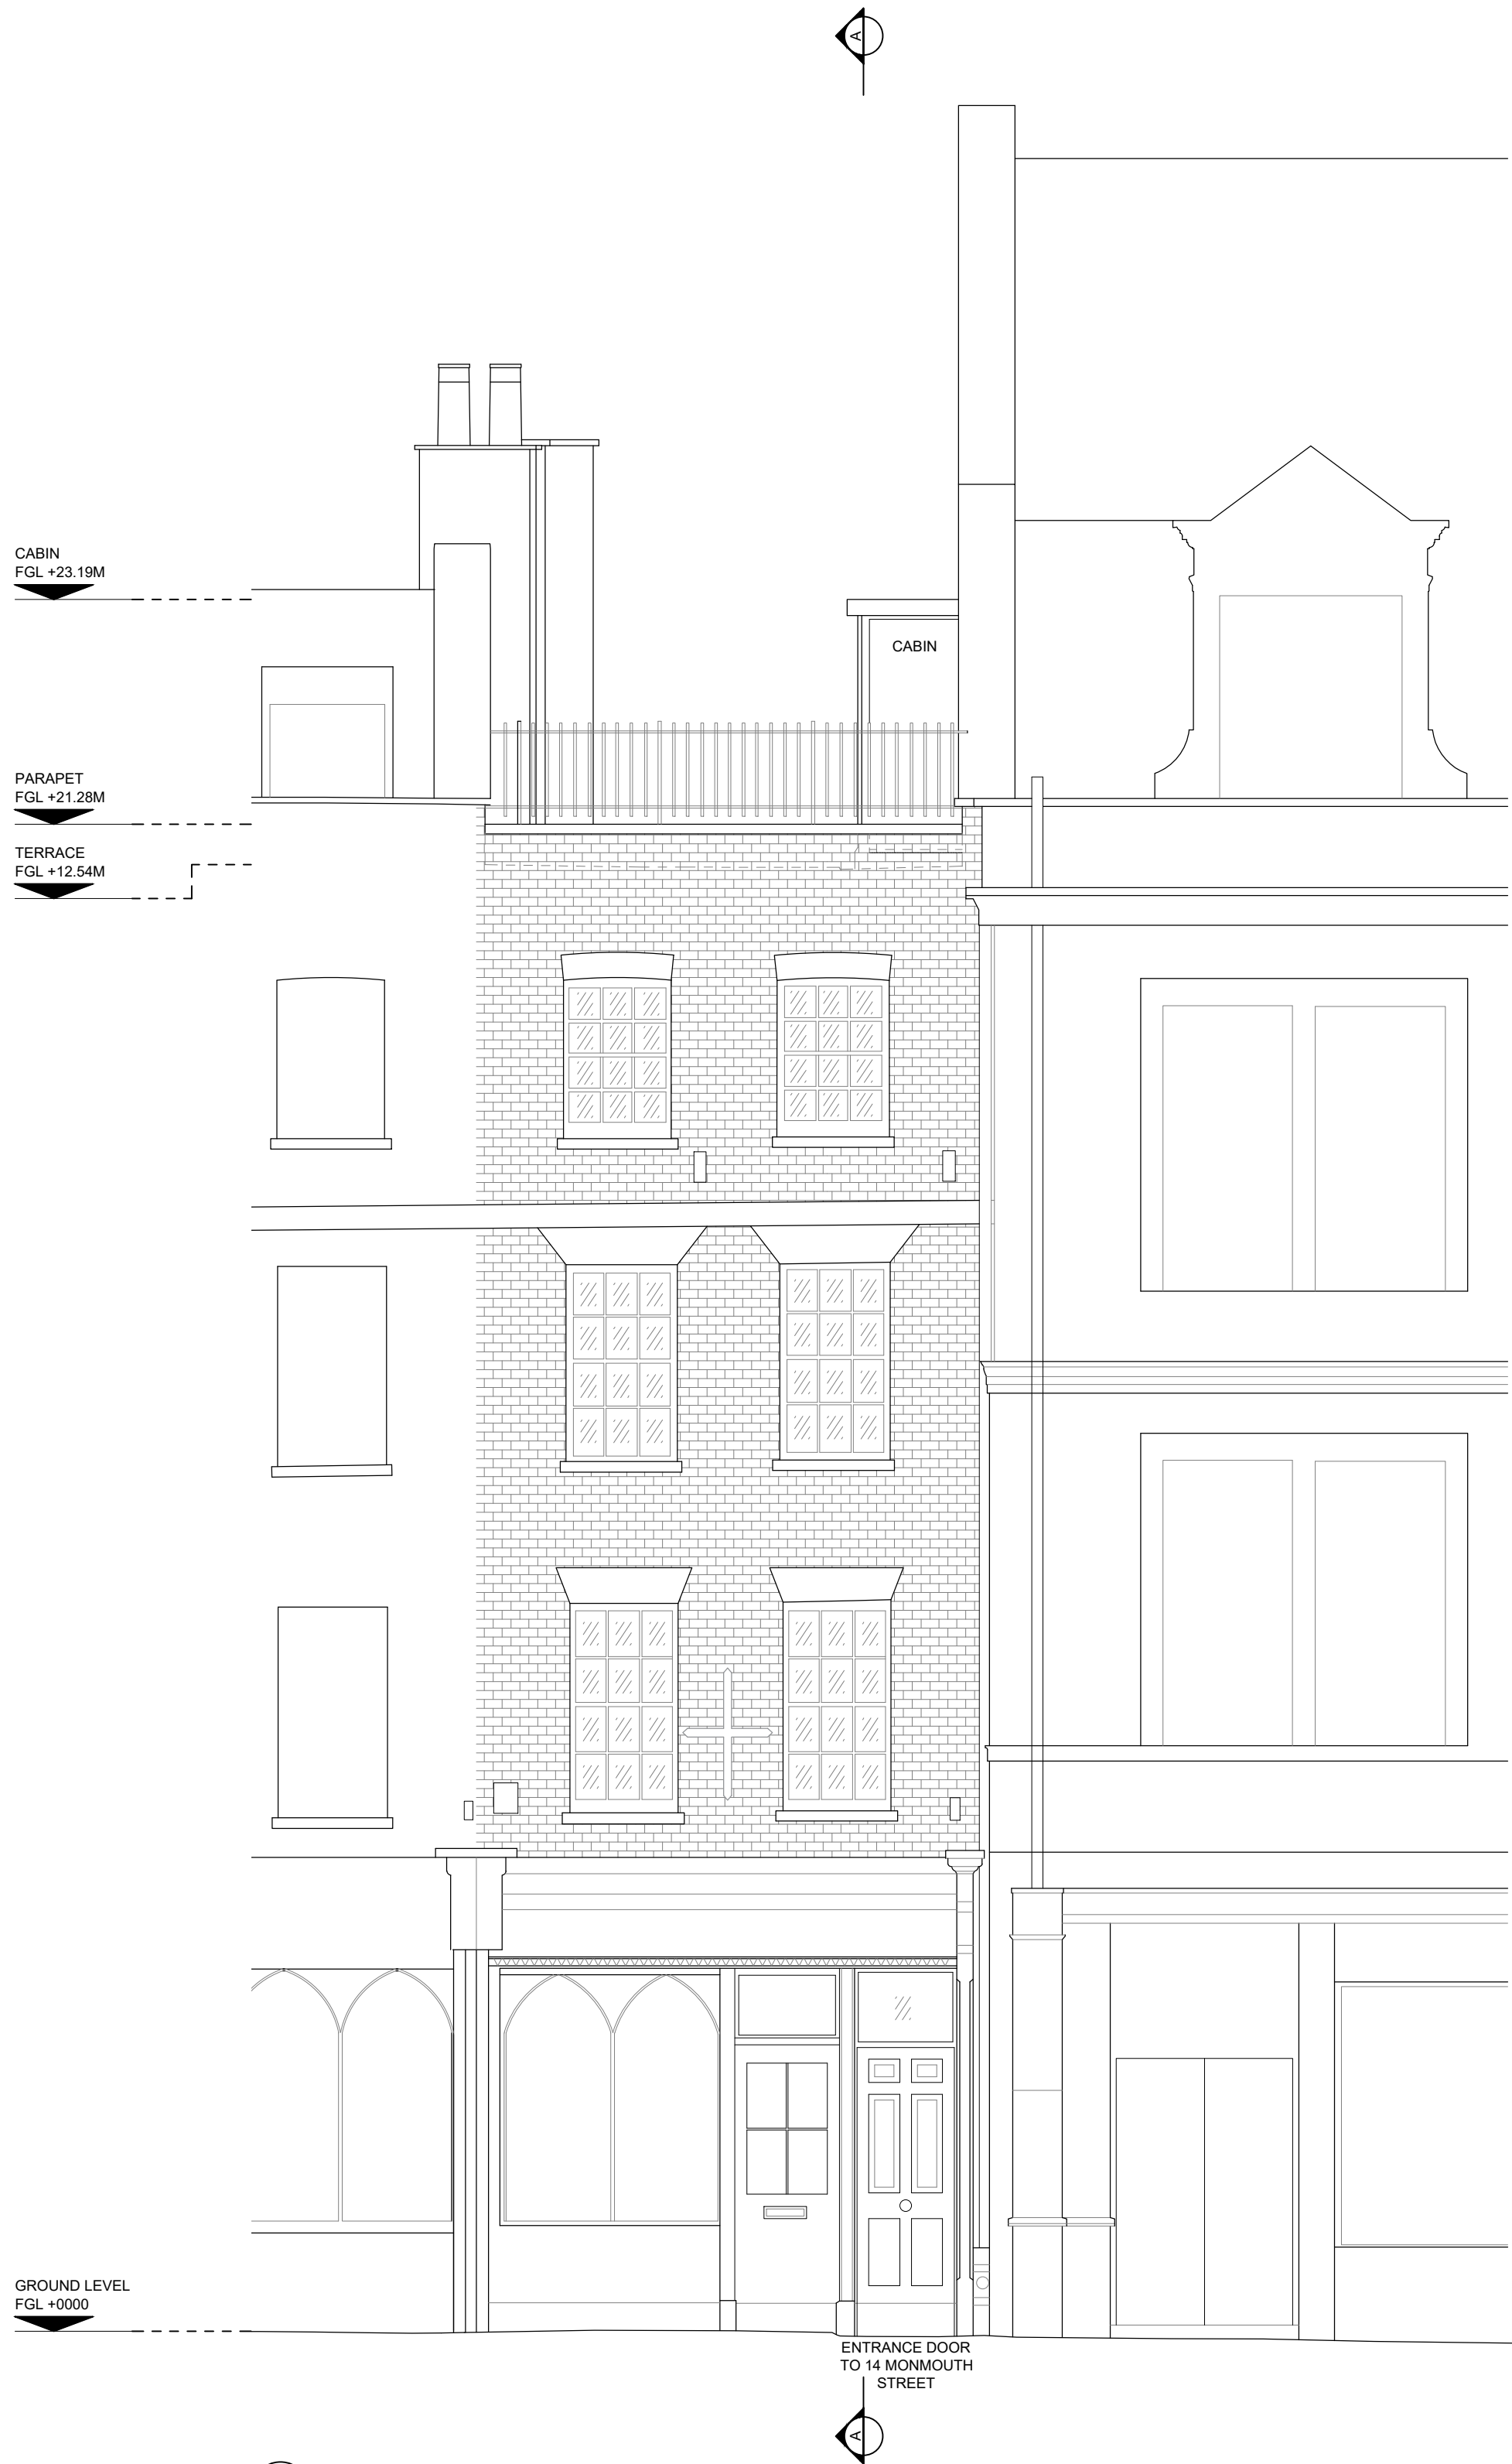 A
CABIN
FGL +23.19M
CABIN
PARAPET
FGL +21.28M
TERRACE
FGL +12.54M
GROUND LEVEL
FGL +0000
ENTRANCE DOOR
TO 14 MONMOUTH
STREET
A